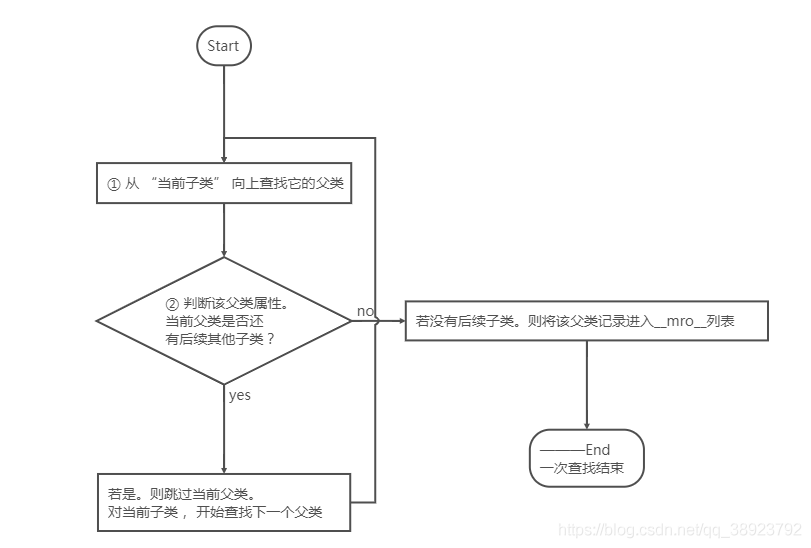 Start
① 从 “当前子类” 向上查找它的父类
② 判断该父类属性。
当前父类是否还
有后续其他子类？
no
若没有后续子类。则将该父类记录进入__mro__列表
yes
———End
一次查找结束
若是。则跳过当前父类。
对当前子类，开始查找下一个父类
https://blog.csdn.net/qq_38923792